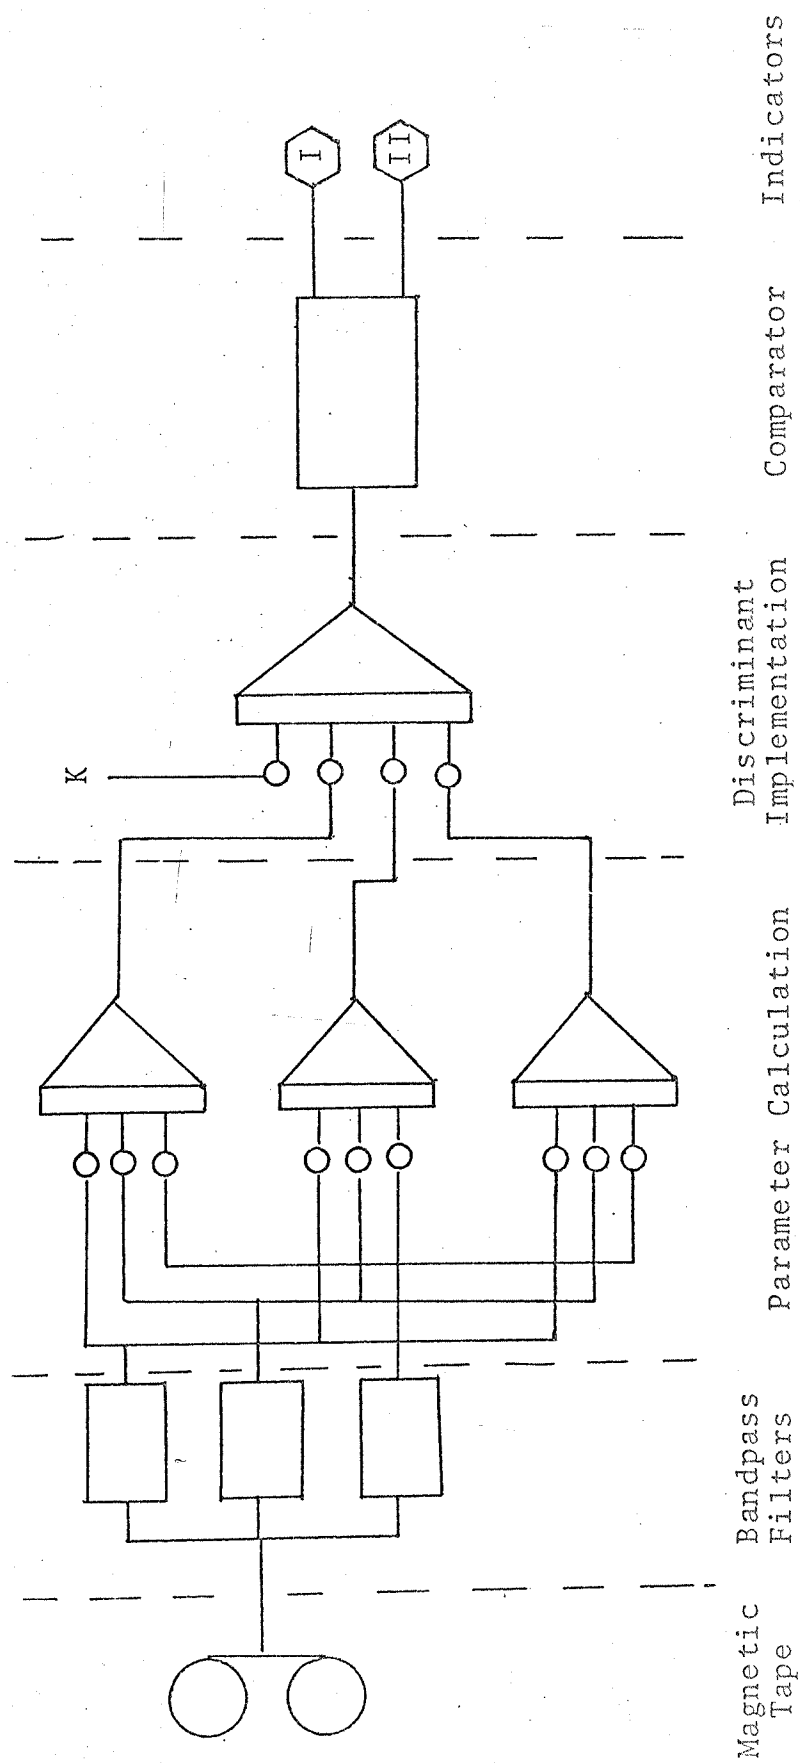 Magnetic
Tape
Bandpass
Filters
Parameter Calculation
Discriminant
Implementation
Comparator
Indicators
K
I
II